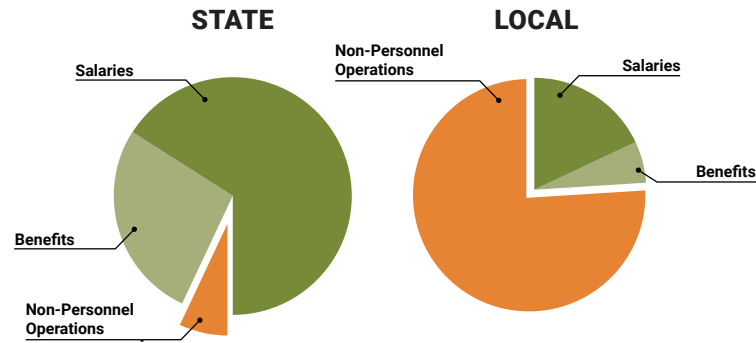 STATE
Salaries
Benefits
Non-Personnel
Operations
LOCAL
Non-Personnel
Operations
Salaries
Benefits